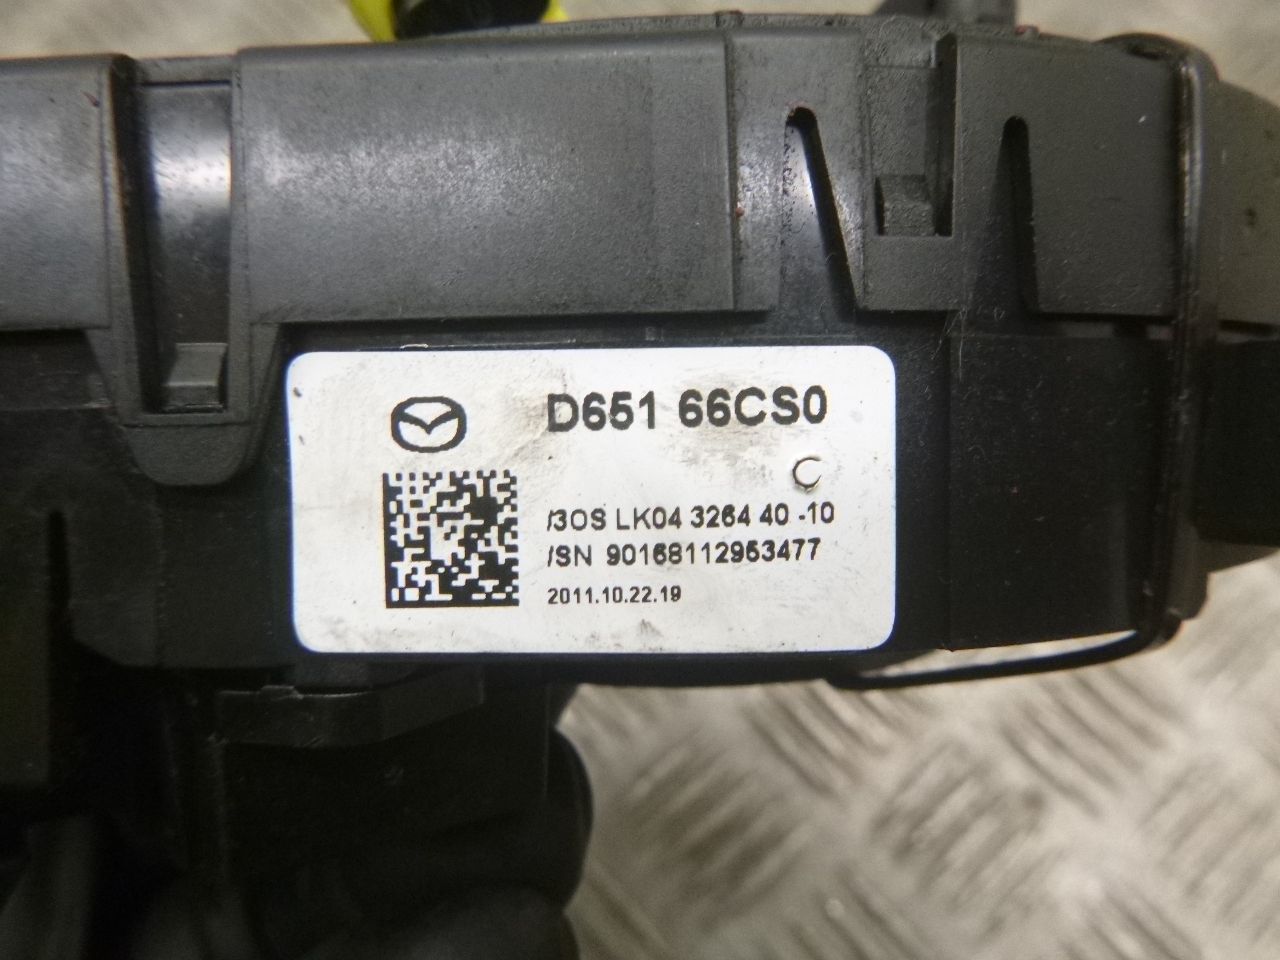 D651 66CS0
C
/3OS LK04 3264 40 -10
/SN 90168112953477
2011.10.22.19